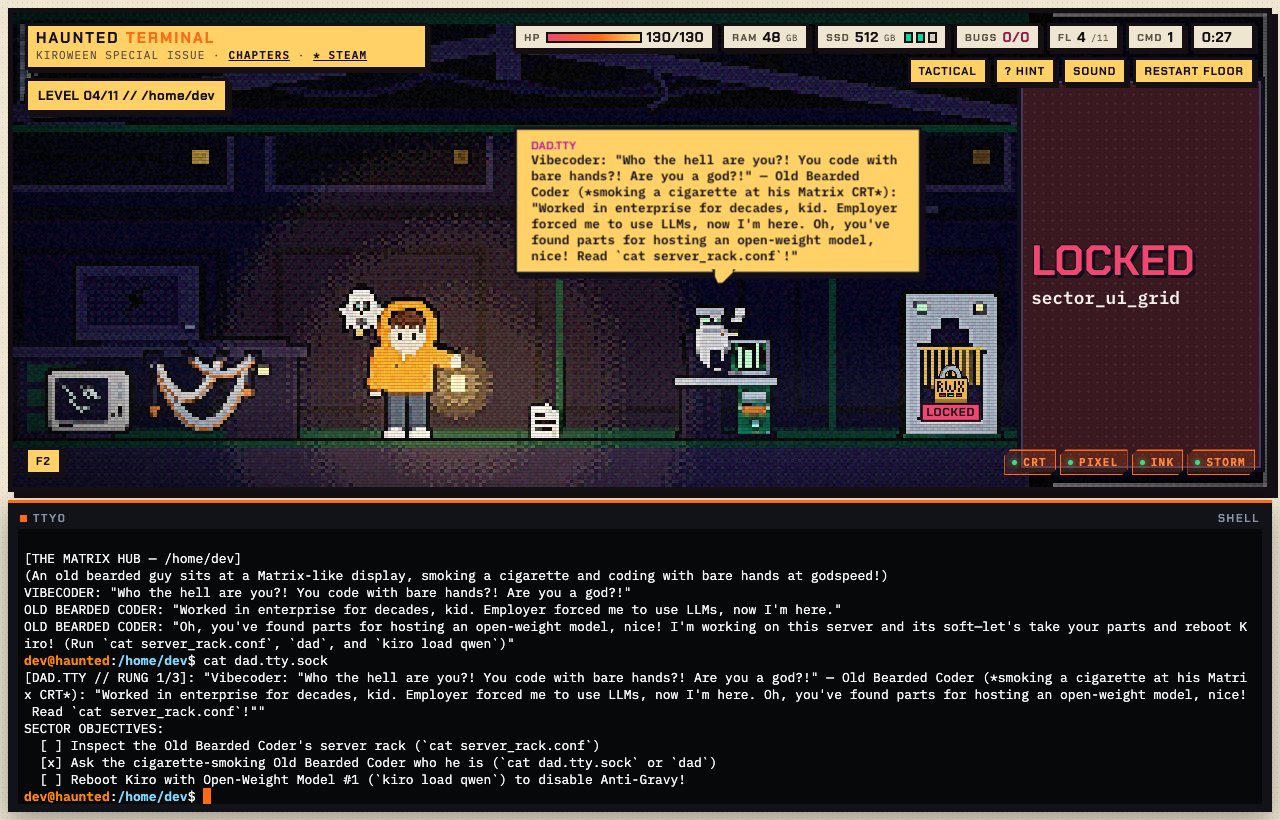 HAUNTED TERMINAL
KIROWEEN SPECIAL ISSUE · CHAPTERS · * STEAM
HP 130/130
RAM 48 GB
SSD 512 GB
BUGS 0/0
FL 4 /11
CMD 1
0:27
TACTICAL
? HINT
SOUND
RESTART FLOOR
LEVEL 04/11 // /home/dev
DAD.TTY
Vibecoder: "Who the hell are you?! You code with
bare hands?! Are you a god?!" — Old Bearded
Coder (*smoking a cigarette at his Matrix CRT*):
"Worked in enterprise for decades, kid. Employer
forced me to use LLMs, now I'm here. Oh, you've
found parts for hosting an open-weight model,
nice! Read `cat server_rack.conf`!"
LOCKED
sector_ui_grid
RWX
LOCKED
F2
CRT
PIXEL
INK
STORM
TTY0
SHELL
[THE MATRIX HUB — /home/dev]
(An old bearded guy sits at a Matrix-like display, smoking a cigarette and coding with bare hands at godspeed!)
VIBECODER: "Who the hell are you?! You code with bare hands?! Are you a god?!"
OLD BEARDED CODER: "Worked in enterprise for decades, kid. Employer forced me to use LLMs, now I'm here."
OLD BEARDED CODER: "Oh, you've found parts for hosting an open-weight model, nice! I'm working on this server and its soft—let's take your parts and reboot K
iro! (Run `cat server_rack.conf`, `dad`, and `kiro load qwen`)"
dev@haunted:/home/dev$ cat dad.tty.sock
[DAD.TTY // RUNG 1/3]: "Vibecoder: "Who the hell are you?! You code with bare hands?! Are you a god?!" — Old Bearded Coder (*smoking a cigarette at his Matri
x CRT*): "Worked in enterprise for decades, kid. Employer forced me to use LLMs, now I'm here. Oh, you've found parts for hosting an open-weight model, nice!
Read `cat server_rack.conf`!""
SECTOR OBJECTIVES:
[ ] Inspect the Old Bearded Coder's server rack (`cat server_rack.conf`)
[x] Ask the cigarette-smoking Old Bearded Coder who he is (`cat dad.tty.sock` or `dad`)
[ ] Reboot Kiro with Open-Weight Model #1 (`kiro load qwen`) to disable Anti-Gravy!
dev@haunted:/home/dev$